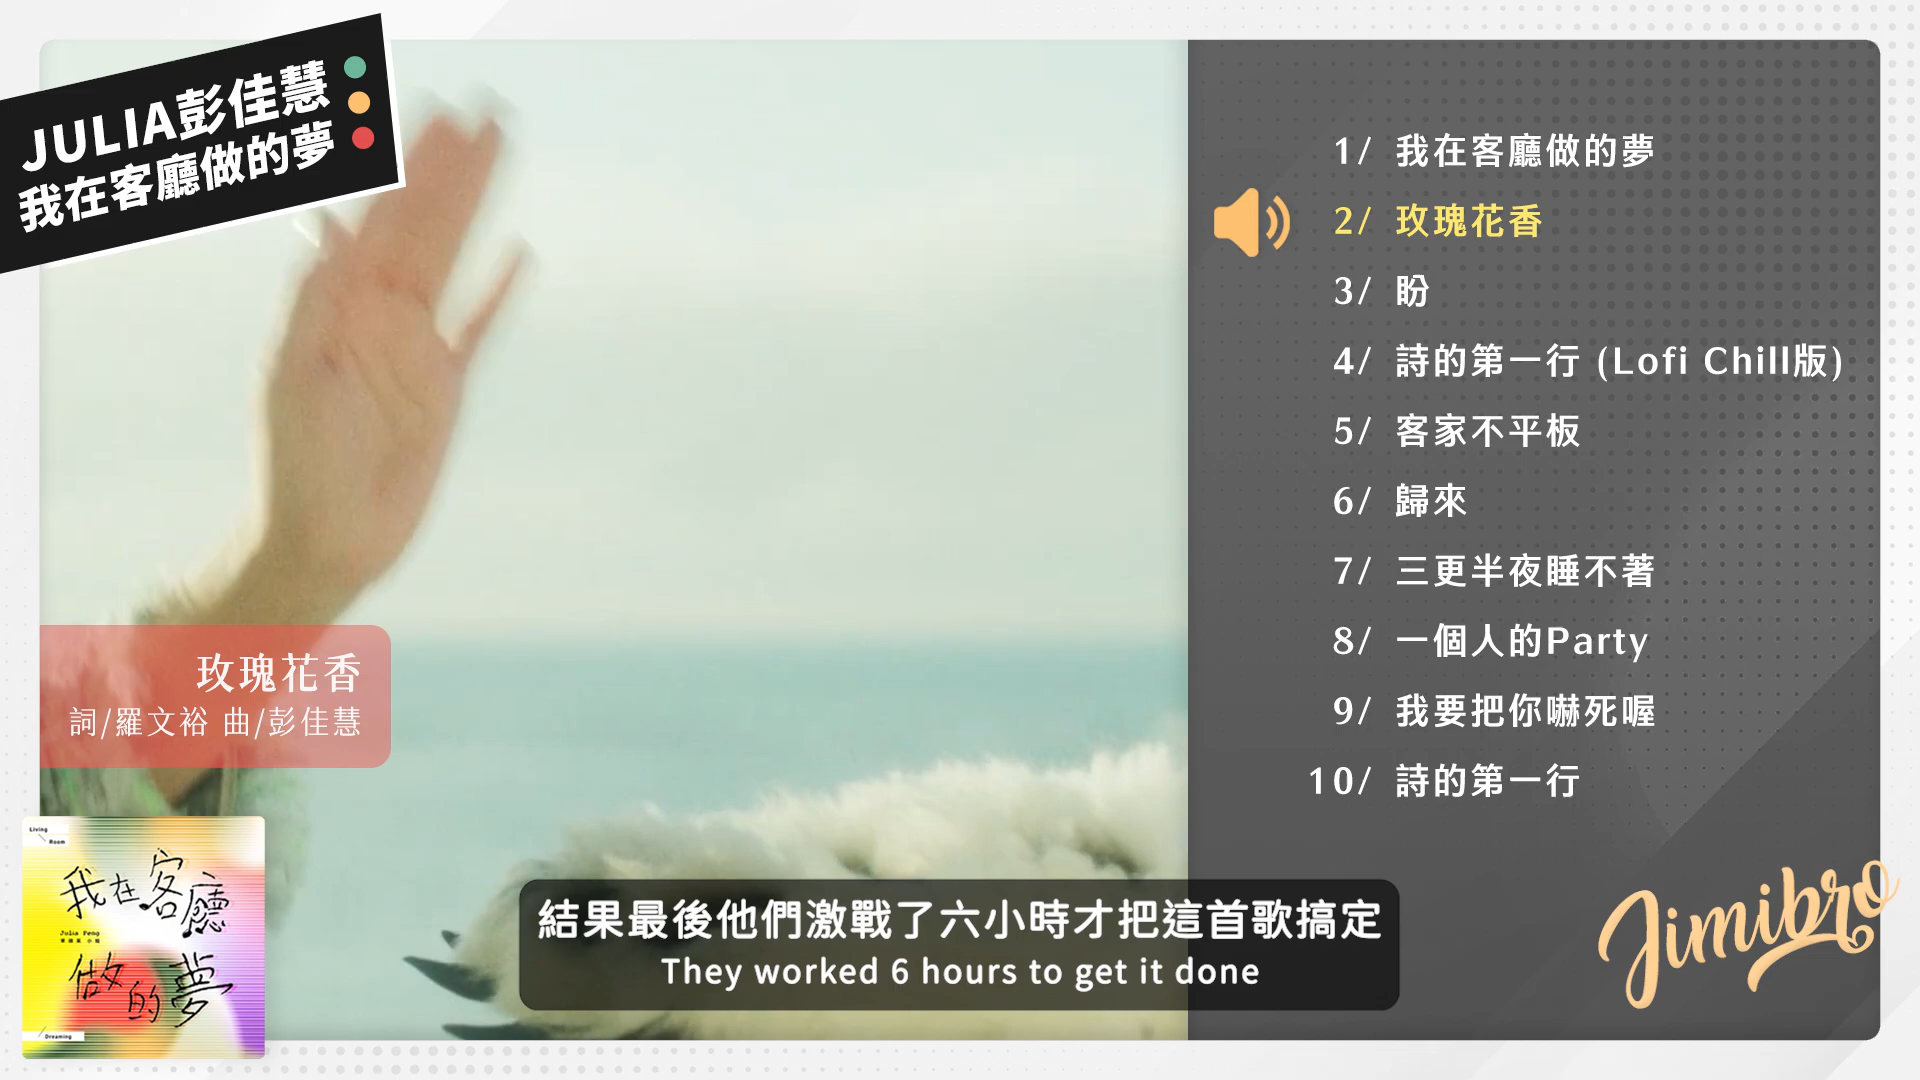 JULIA彭佳慧
我在客廳做的夢
1/ 我在客廳做的夢
2/ 玫瑰花香
3/ 盼
4/ 詩的第一行 (Lofi Chill版)
5/ 客家不平板
6/ 歸來
7/ 三更半夜睡不著
8/ 一個人的Party
9/ 我要把你嚇死喔
10/ 詩的第一行
玫瑰花香
詞/羅文裕 曲/彭佳慧
Living
Room
我在客廳
Julia Peng
做的夢
Dreaming
結果最後他們激戰了六小時才把這首歌搞定
They worked 6 hours to get it done
Jimibro